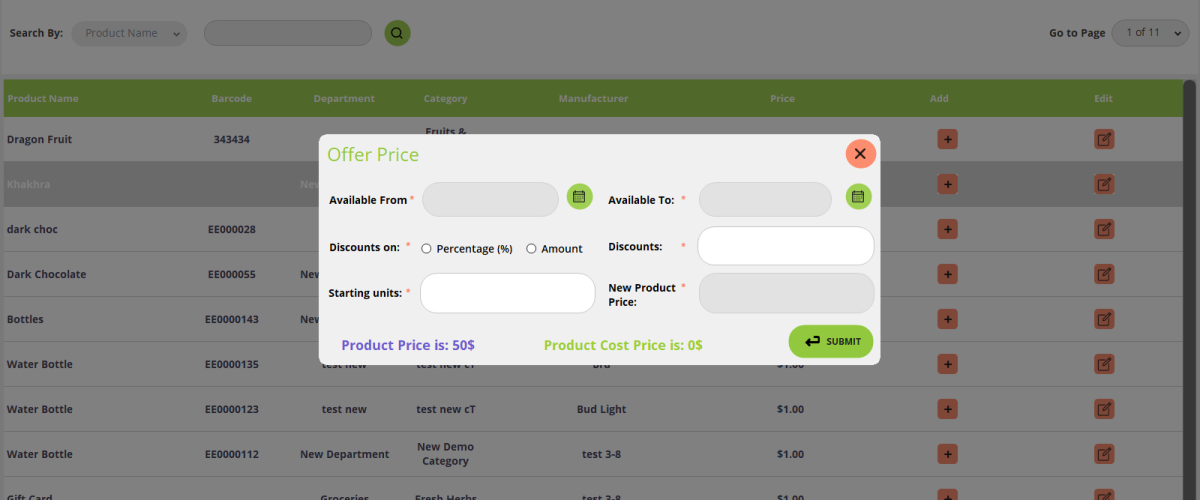 Search By: Product Name Go to Page 1 of 11
Product Name Barcode Department Category Manufacturer Price Add Edit
Dragon Fruit 343434 Fruits &
Offer Price
Khakhra New
Available From * Available To: *
dark choc EE000028
Discounts on: * Percentage (%) Amount Discounts: *
Dark Chocolate EE000055 New
Starting units: * New Product *
Price:
Bottles EE0000143 New
Product Price is: 50$ Product Cost Price is: 0$ SUBMIT
Water Bottle EE0000135 test new test new cT $1.00
Water Bottle EE0000123 test new test new cT Bud Light $1.00
Water Bottle EE0000112 New Department New Demo
Category test 3-8 $1.00
Gift Card Groceries Fresh Herbs test 3-8 $1.00